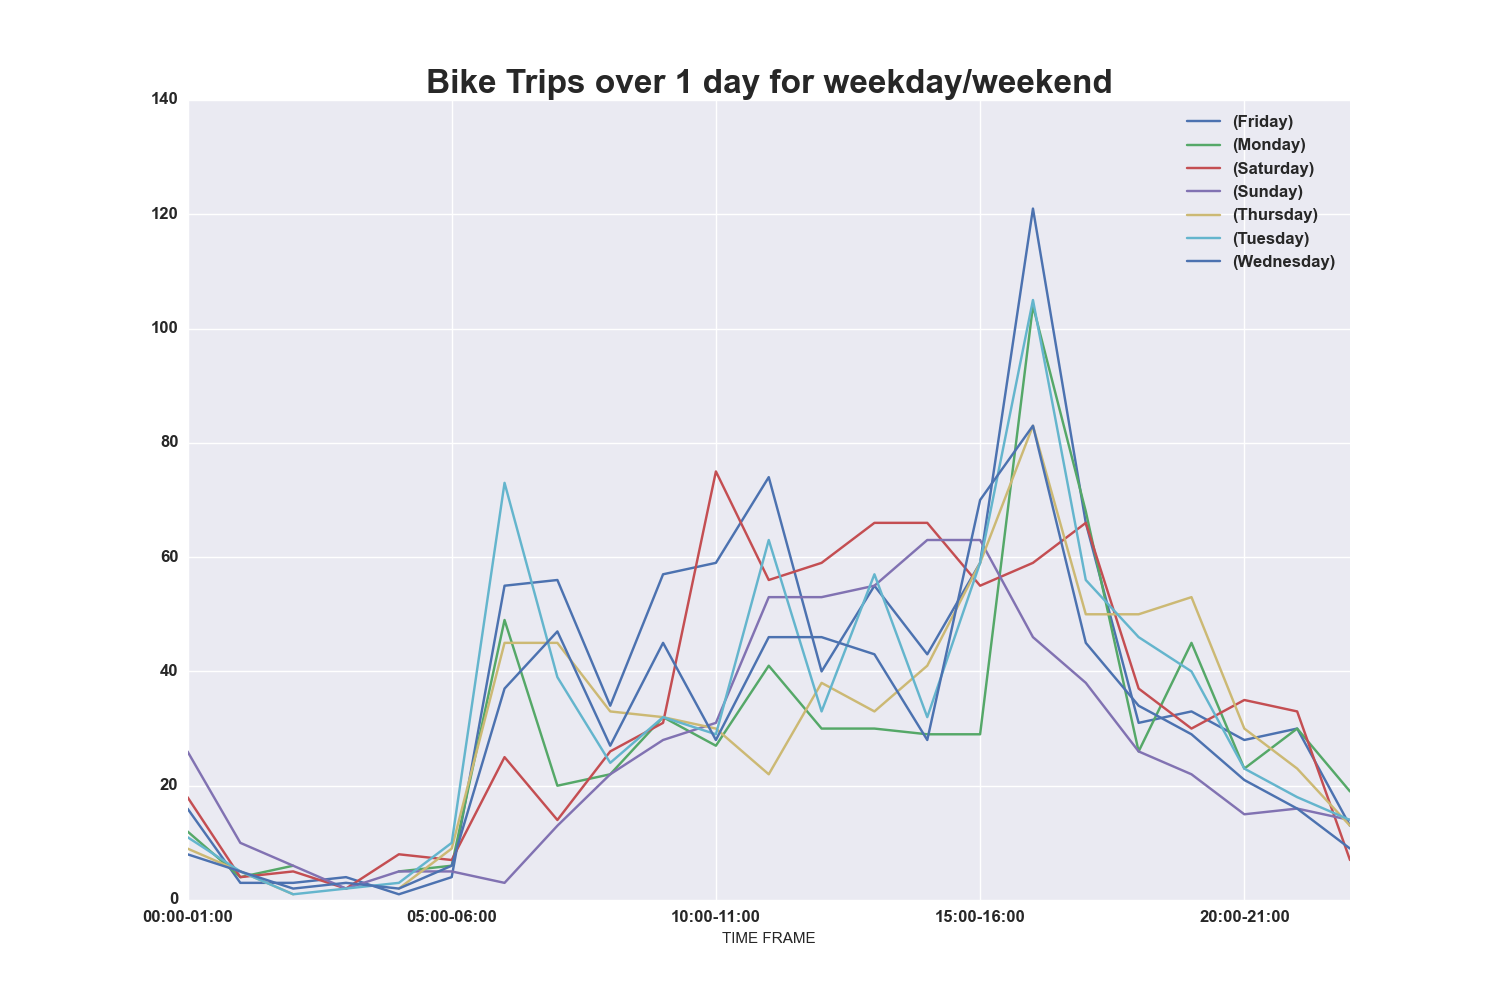 Bike Trips over 1 day for weekday/weekend
140
120
100
80
60
40
20
0
(Friday)
(Monday)
(Saturday)
(Sunday)
(Thursday)
(Tuesday)
(Wednesday)
00:00-01:00 05:00-06:00 10:00-11:00 15:00-16:00 20:00-21:00
TIME FRAME